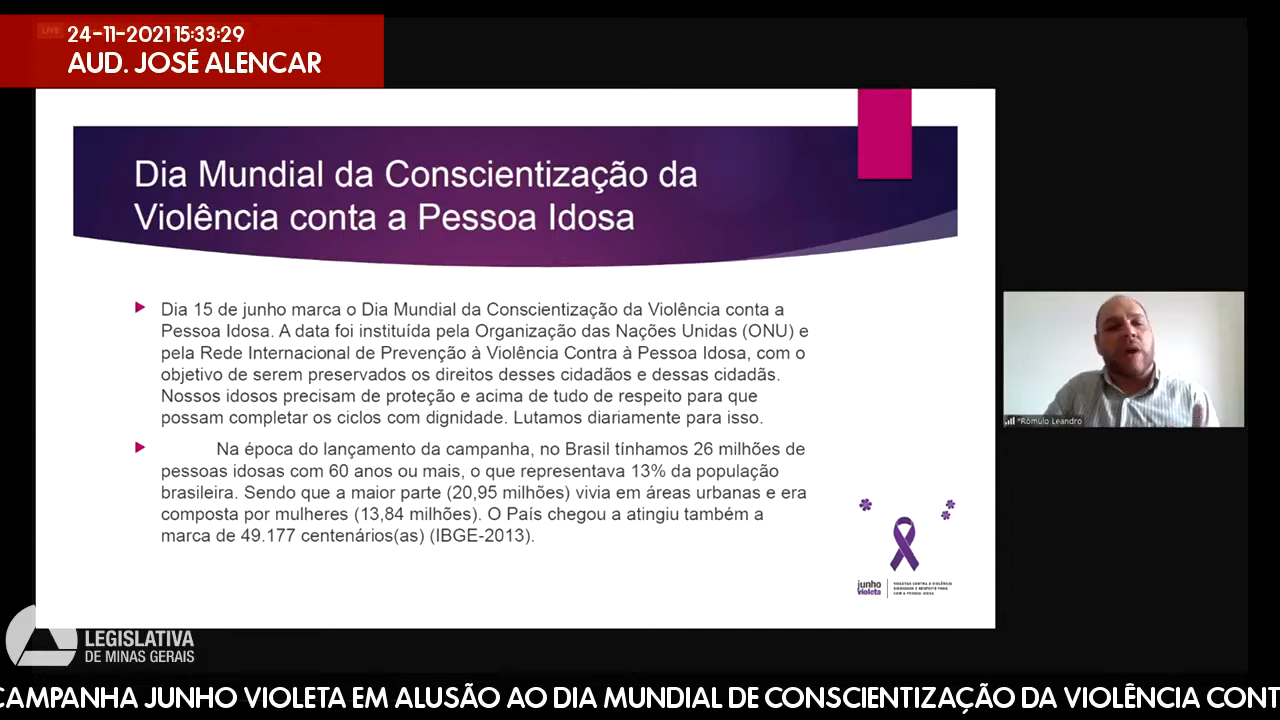 LIVE
24-11-2021 15:33:29
AUD. JOSÉ ALENCAR
Dia Mundial da Conscientização da
Violência conta a Pessoa Idosa
Dia 15 de junho marca o Dia Mundial da Conscientização da Violência conta a
Pessoa Idosa. A data foi instituída pela Organização das Nações Unidas (ONU) e
pela Rede Internacional de Prevenção à Violência Contra à Pessoa Idosa, com o
objetivo de serem preservados os direitos desses cidadãos e dessas cidadãs.
Nossos idosos precisam de proteção e acima de tudo de respeito para que
possam completar os ciclos com dignidade. Lutamos diariamente para isso.
Na época do lançamento da campanha, no Brasil tínhamos 26 milhões de
pessoas idosas com 60 anos ou mais, o que representava 13% da população
brasileira. Sendo que a maior parte (20,95 milhões) vivia em áreas urbanas e era
composta por mulheres (13,84 milhões). O País chegou a atingiu também a
marca de 49.177 centenários(as) (IBGE-2013).
junho
violeta
*Rômulo Leandro
LEGISLATIVA
DE MINAS GERAIS
CAMPANHA JUNHO VIOLETA EM ALUSÃO AO DIA MUNDIAL DE CONSCIENTIZAÇÃO DA VIOLÊNCIA CONT